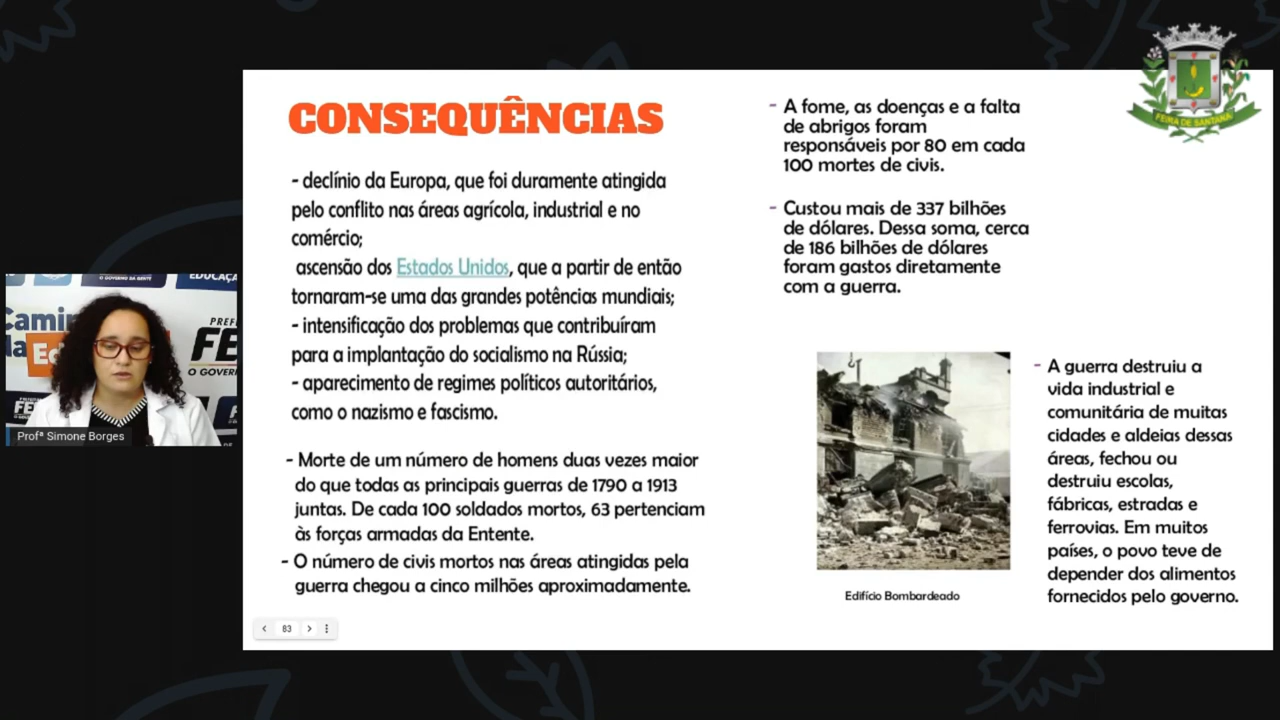 CONSEQUÊNCIAS
- declínio da Europa, que foi duramente atingida
pelo conflito nas áreas agrícola, industrial e no
comércio;
ascensão dos Estados Unidos, que a partir de então
tornaram-se uma das grandes potências mundiais;
- intensificação dos problemas que contribuíram
para a implantação do socialismo na Rússia;
- aparecimento de regimes políticos autoritários,
como o nazismo e fascismo.
- Morte de um número de homens duas vezes maior
do que todas as principais guerras de 1790 a 1913
juntas. De cada 100 soldados mortos, 63 pertenciam
às forças armadas da Entente.
- O número de civis mortos nas áreas atingidas pela
guerra chegou a cinco milhões aproximadamente.
83
- A fome, as doenças e a falta
de abrigos foram
responsáveis por 80 em cada
100 mortes de civis.
- Custou mais de 337 bilhões
de dólares. Dessa soma, cerca
de 186 bilhões de dólares
foram gastos diretamente
com a guerra.
Edifício Bombardeado
- A guerra destruiu a
vida industrial e
comunitária de muitas
cidades e aldeias dessas
áreas, fechou ou
destruiu escolas,
fábricas, estradas e
ferrovias. Em muitos
países, o povo teve de
depender dos alimentos
fornecidos pelo governo.
FEIRA DE SANTANA
Profª Simone Borges